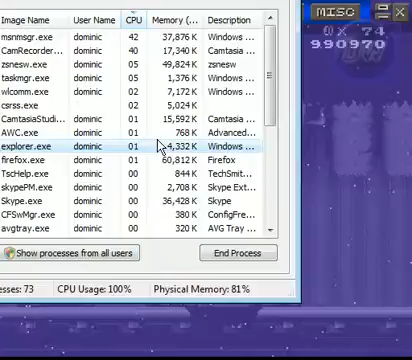 Image Name User Name CPU Memory (... Description
msnmsgr.exe dominic 42 37,876 K Windows ...
CamRecorder... dominic 40 17,340 K Camtasia ...
zsnesw.exe dominic 05 49,824 K zsnesw
taskmgr.exe dominic 05 1,376 K Windows ...
wlcomm.exe dominic 02 7,172 K Windows ...
csrss.exe 02 5,024 K
CamtasiaStudi... dominic 01 15,592 K Camtasia ...
AWC.exe dominic 01 768 K Advanced...
explorer.exe dominic 01 4,332 K Windows ...
firefox.exe dominic 01 60,812 K Firefox
TscHelp.exe dominic 00 844 K TechSmit...
skypePM.exe dominic 00 2,708 K Skype Ext...
Skype.exe dominic 00 36,428 K Skype
CFSwMgr.exe dominic 00 380 K ConfigFre...
avgtray.exe dominic 00 320 K AVG Tray ...
Show processes from all users End Process
esses: 73 CPU Usage: 100% Physical Memory: 81%
MISC
0X 74
990970